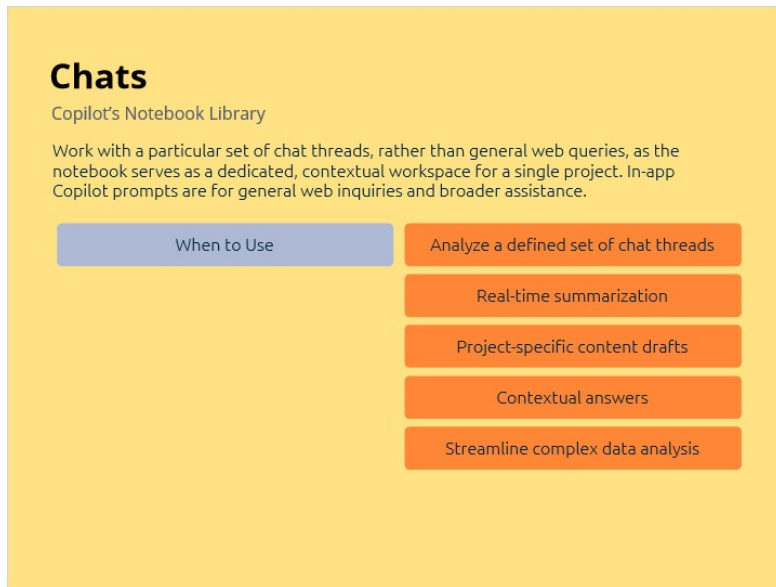 Chats
Copilot's Notebook Library
Work with a particular set of chat threads, rather than general web queries, as the
notebook serves as a dedicated, contextual workspace for a single project. In-app
Copilot prompts are for general web inquiries and broader assistance.
When to Use
Analyze a defined set of chat threads
Real-time summarization
Project-specific content drafts
Contextual answers
Streamline complex data analysis